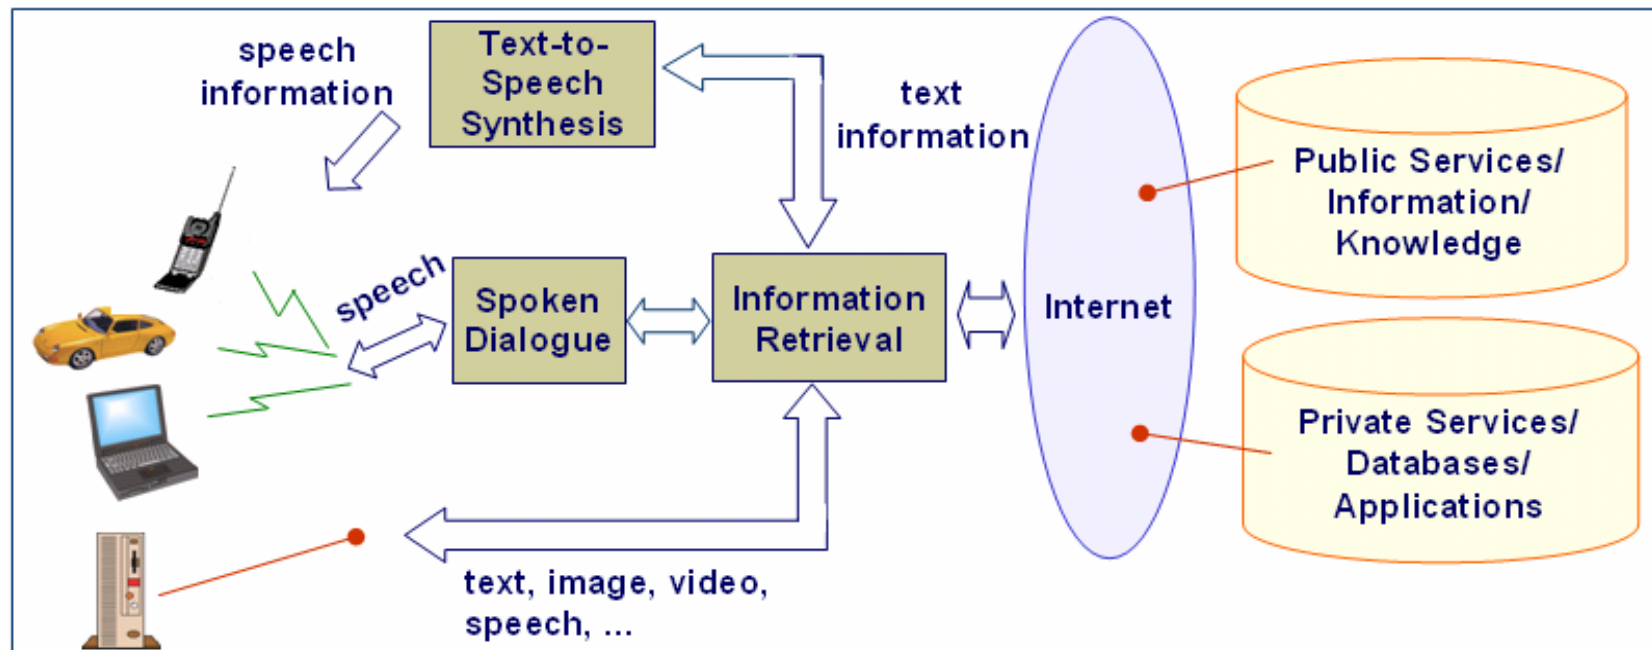 speech
information
Text-to-
Speech
Synthesis
text
information
Public Services/
Information/
Knowledge
speech
Spoken
Dialogue
Information
Retrieval
Internet
Private Services/
Databases/
Applications
text, image, video,
speech, ...